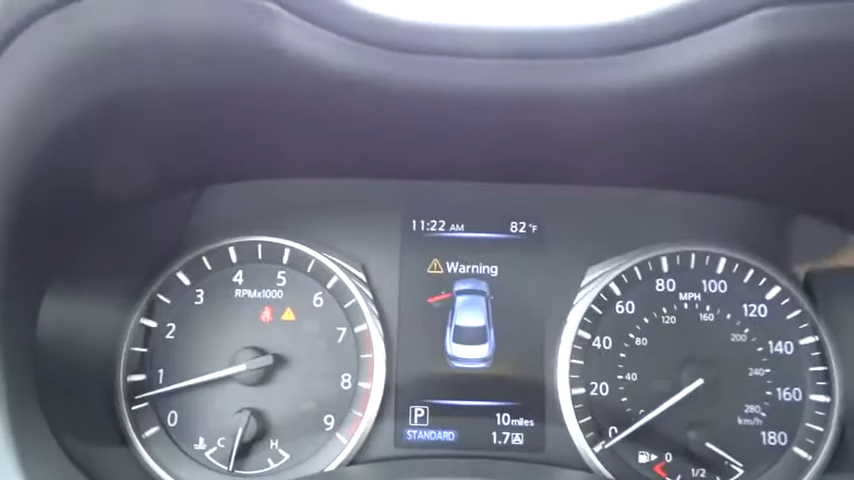 11:22 AM 82°F
Warning
P
STANDARD
10 miles
1.7 A
RPMx1000
0 1 2 3 4 5 6 7 8 9
C H
MPH
0 20 40 60 80 100 120 140 160 180
40 80 120 160 200 240 280
km/h
0 1/2